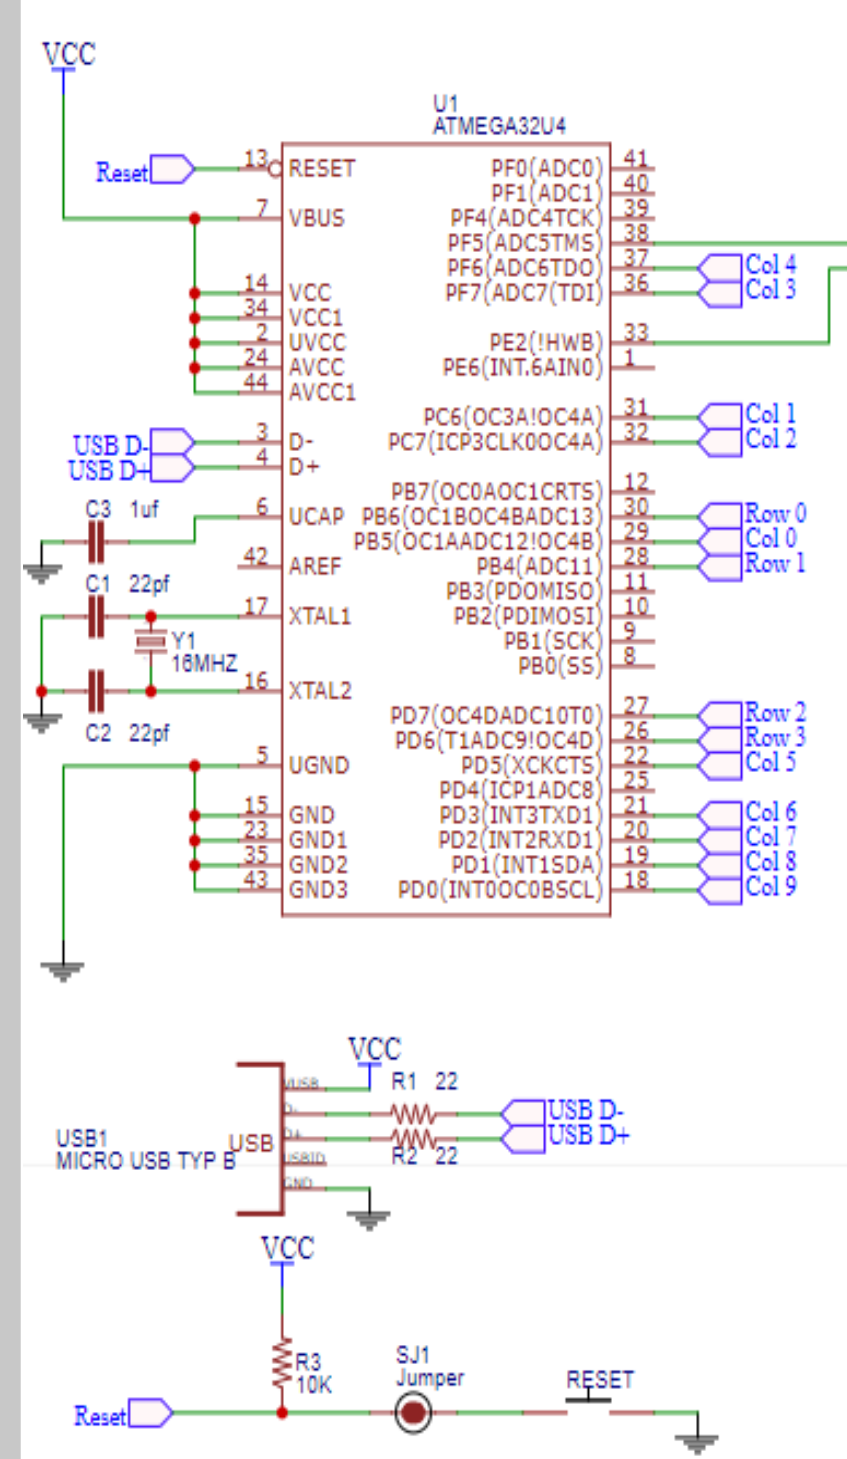 VCC
U1
ATMEGA32U4
Reset
13 RESET
7 VBUS
14 VCC
34 VCC1
2 UVCC
24 AVCC
44 AVCC1
USB D- 3 D-
USB D+ 4 D+
C3 1uf
6 UCAP
42 AREF
C1 22pf
17 XTAL1
Y1
16MHZ
16 XTAL2
C2 22pf
5 UGND
15 GND
23 GND1
35 GND2
43 GND3
PF0(ADC0) 41
PF1(ADC1) 40
PF4(ADC4TCK) 39
PF5(ADC5TMS) 38
PF6(ADC6TDO) 37 Col 4
PF7(ADC7(TDI) 36 Col 3
PE2(!HWB) 33
PE6(INT.6AIN0) 1
PC6(OC3A!OC4A) 31 Col 1
PC7(ICP3CLK0OC4A) 32 Col 2
PB7(OC0AOC1CRTS) 12
PB6(OC1BOC4BADC13) 30 Row 0
PB5(OC1AADC12!OC4B) 29 Col 0
PB4(ADC11) 28 Row 1
PB3(PDOMISO) 11
PB2(PDIMOSI) 10
PB1(SCK) 9
PB0(SS) 8
PD7(OC4DADC10T0) 27 Row 2
PD6(T1ADC9!OC4D) 26 Row 3
PD5(XCKCTS) 22 Col 5
PD4(ICP1ADC8) 25
PD3(INT3TXD1) 21 Col 6
PD2(INT2RXD1) 20 Col 7
PD1(INT1SDA) 19 Col 8
PD0(INT0OC0BSCL) 18 Col 9
VCC
VUSB
R1 22
D- USB D-
D+ USB D+
USB1
MICRO USB TYP B
USB
USBID
R2 22
GND
VCC
R3
10K
SJ1
Jumper
RESET
Reset